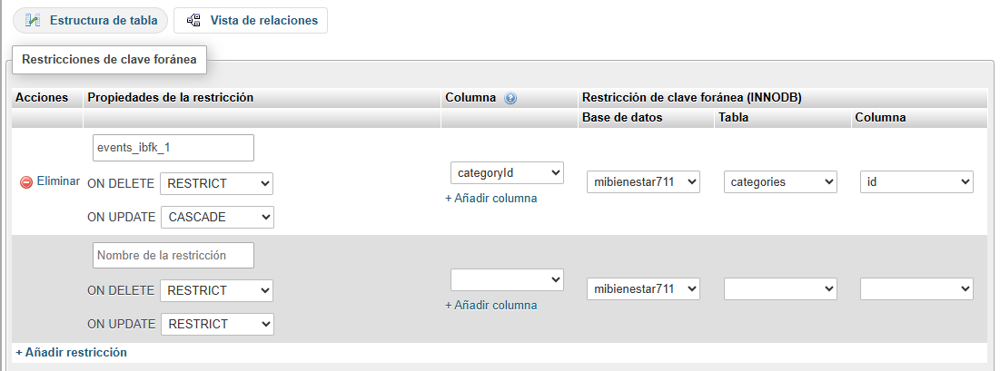 Estructura de tabla Vista de relaciones
Restricciones de clave foránea
Acciones Propiedades de la restricción Columna Restricción de clave foránea (INNODB)
Base de datos Tabla Columna
events_ibfk_1
Eliminar ON DELETE RESTRICT categoryId mibienestar711 categories id
+ Añadir columna
ON UPDATE CASCADE
Nombre de la restricción
ON DELETE RESTRICT mibienestar711
+ Añadir columna
ON UPDATE RESTRICT
+ Añadir restricción